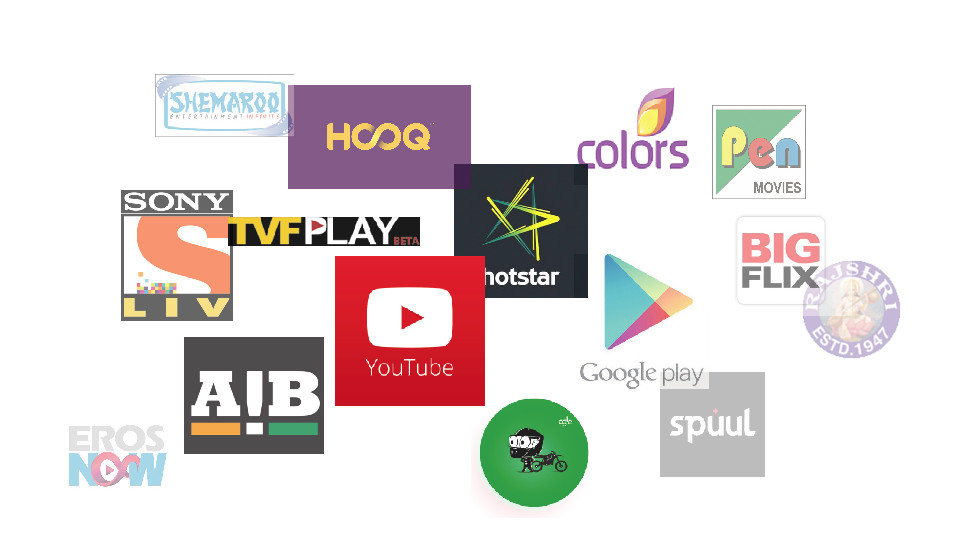 SHEMAROO
ENTERTAINMENT INFINITE
HOOQ
colors
Pen
MOVIES
SONY
LIV
TVFPLAY
BETA
hotstar
BIG
FLIX
RAJSHRI
ESTD.1947
YouTube
Google play
A!B
spuul
EROS
NOW